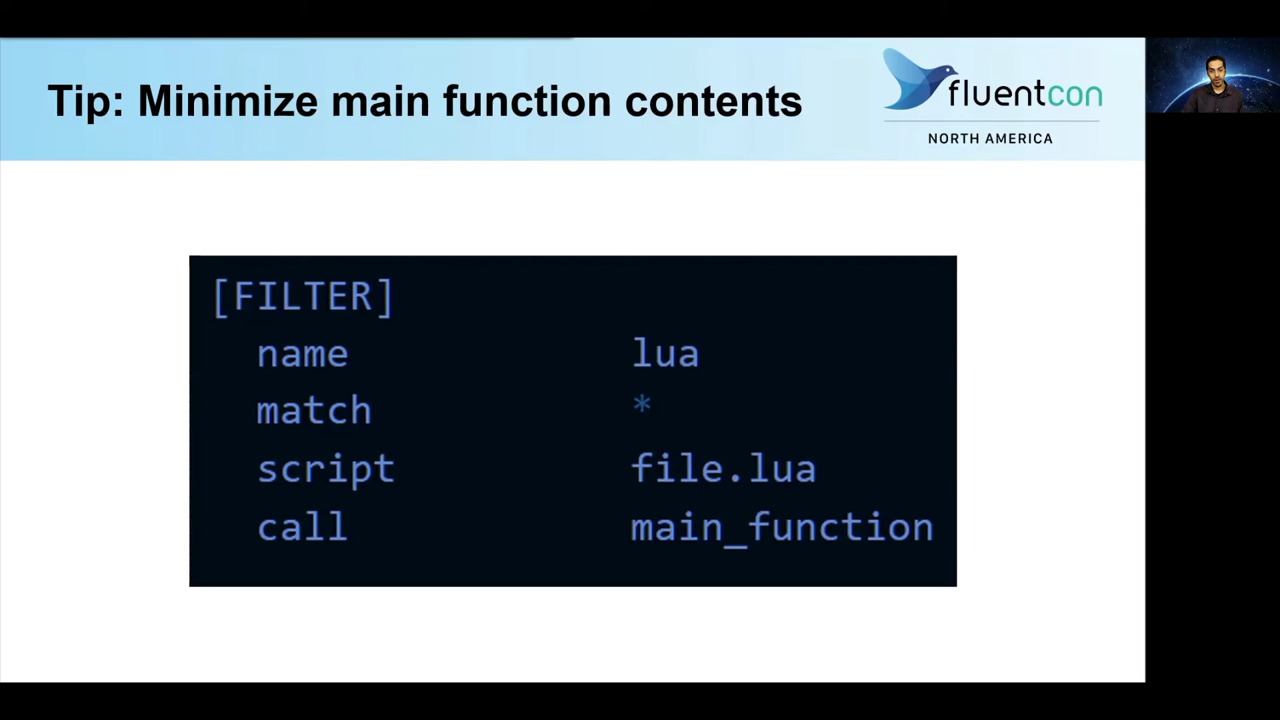 Tip: Minimize main function contents
fluentcon
NORTH AMERICA
[FILTER]
name lua
match *
script file.lua
call main_function